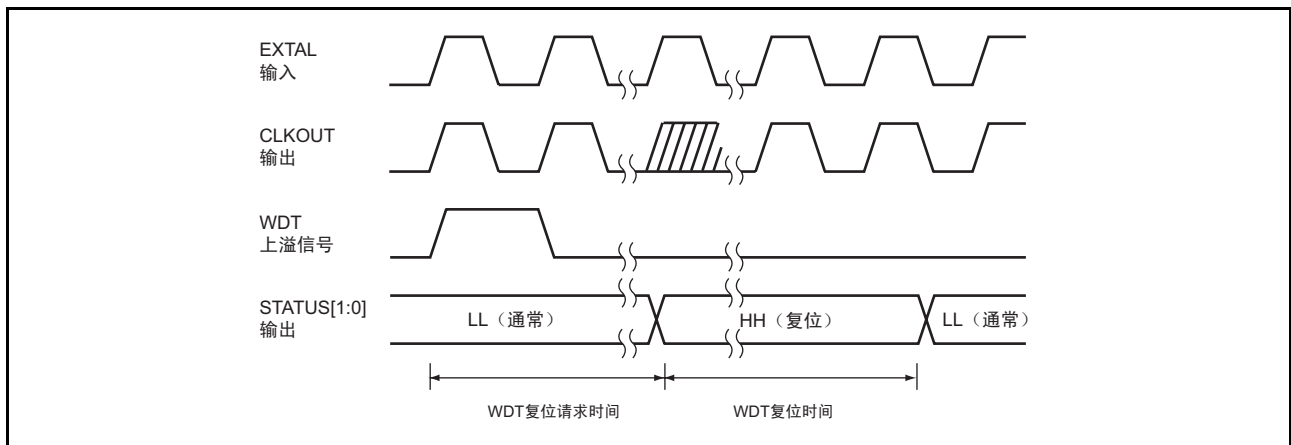 EXTAL
输入
CLKOUT
输出
WDT
上溢信号
STATUS[1:0]
输出
LL（通常）
HH（复位）
LL（通常）
WDT复位请求时间
WDT复位时间